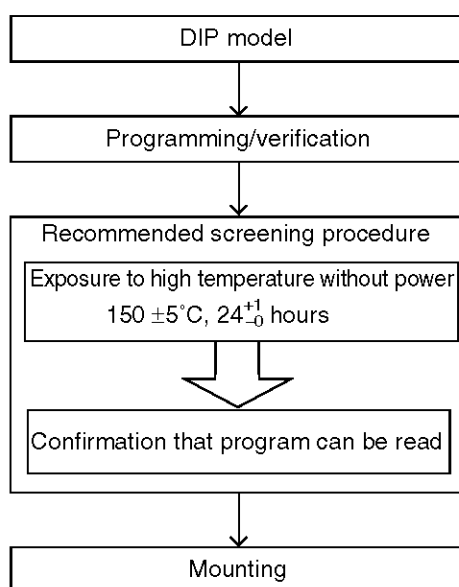 DIP model
Programming/verification
Recommended screening procedure
Exposure to high temperature without power
150 ±5˚C, 24 +1 −0 hours
Confirmation that program can be read
Mounting